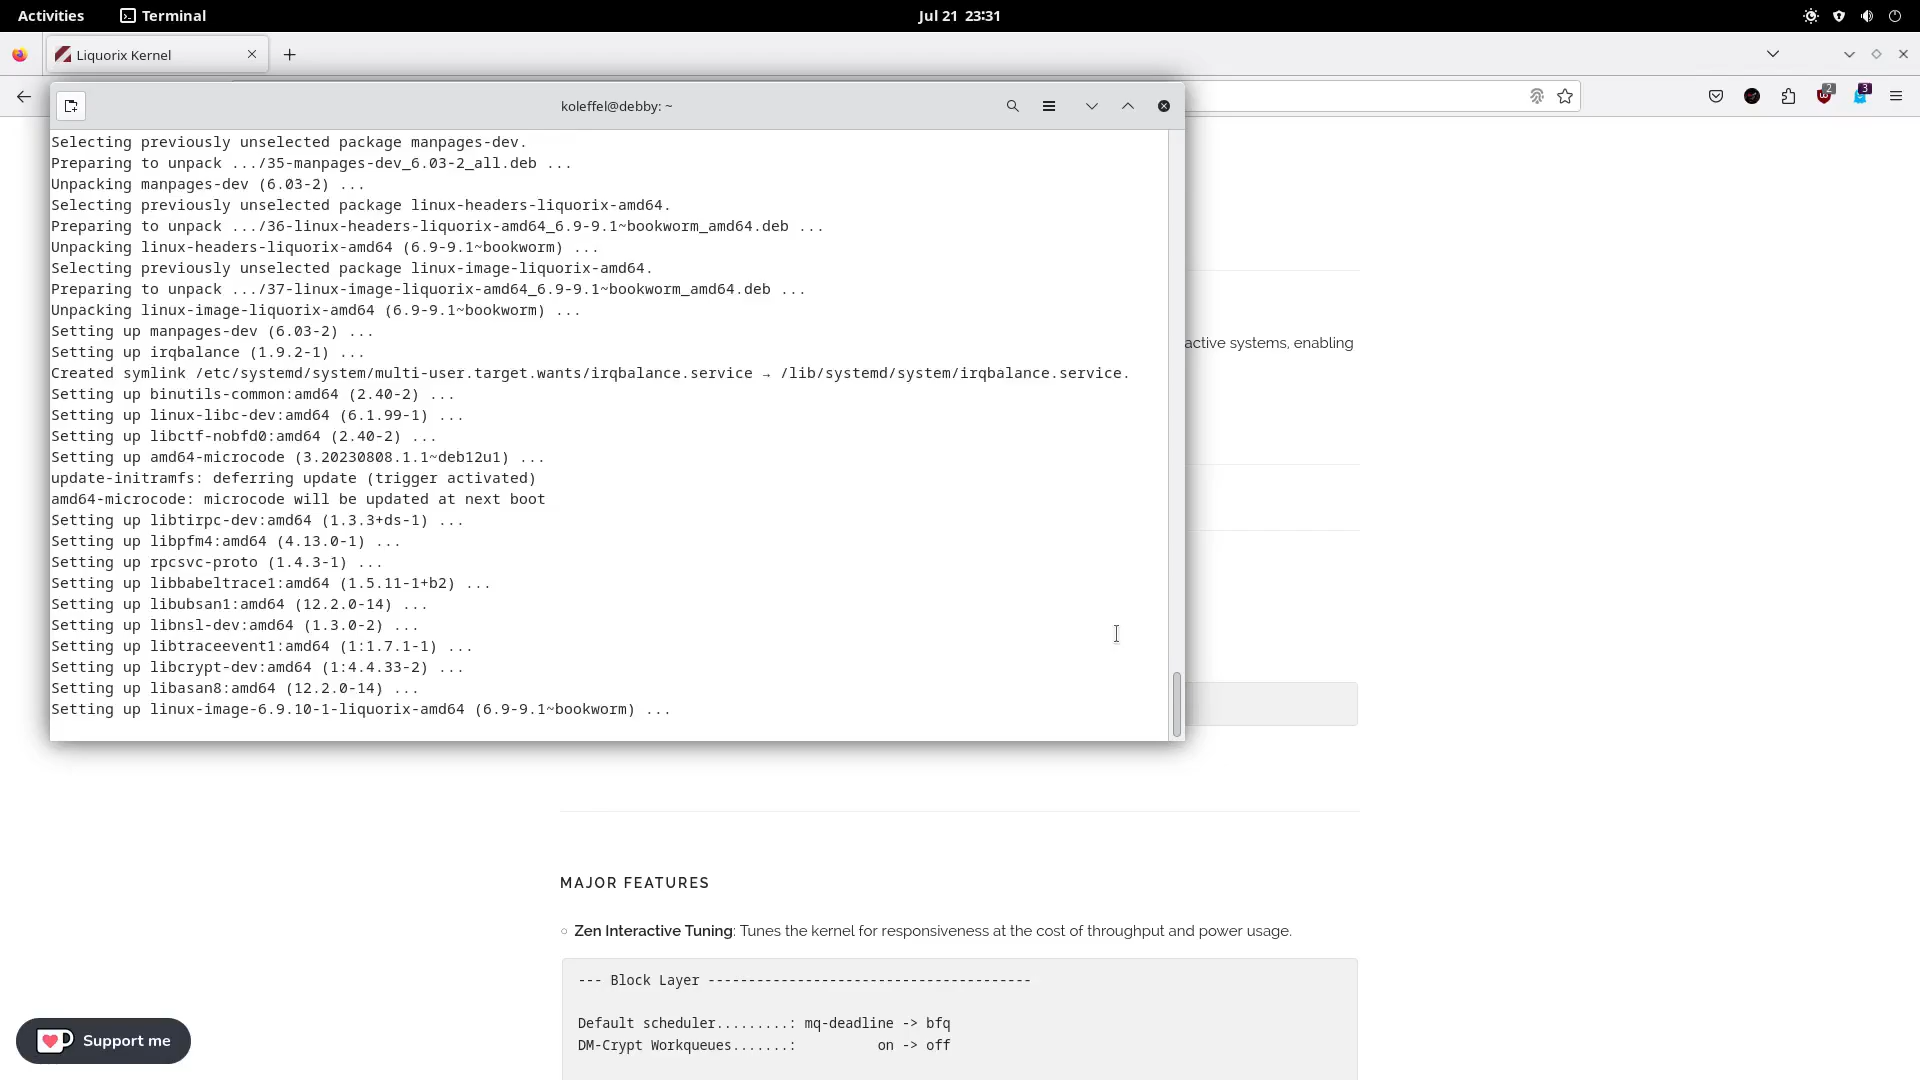 Activities
Terminal
Jul 21 23:31
Liquorix Kernel
koleffel@debby: ~
2
3
Selecting previously unselected package manpages-dev.
Preparing to unpack .../35-manpages-dev_6.03-2_all.deb ...
Unpacking manpages-dev (6.03-2) ...
Selecting previously unselected package linux-headers-liquorix-amd64.
Preparing to unpack .../36-linux-headers-liquorix-amd64_6.9-9.1~bookworm_amd64.deb ...
Unpacking linux-headers-liquorix-amd64 (6.9-9.1~bookworm) ...
Selecting previously unselected package linux-image-liquorix-amd64.
Preparing to unpack .../37-linux-image-liquorix-amd64_6.9-9.1~bookworm_amd64.deb ...
Unpacking linux-image-liquorix-amd64 (6.9-9.1~bookworm) ...
Setting up manpages-dev (6.03-2) ...
Setting up irqbalance (1.9.2-1) ...
Created symlink /etc/systemd/system/multi-user.target.wants/irqbalance.service → /lib/systemd/system/irqbalance.service.
Setting up binutils-common:amd64 (2.40-2) ...
Setting up linux-libc-dev:amd64 (6.1.99-1) ...
Setting up libctf-nobfd0:amd64 (2.40-2) ...
Setting up amd64-microcode (3.20230808.1.1~deb12u1) ...
update-initramfs: deferring update (trigger activated)
amd64-microcode: microcode will be updated at next boot
Setting up libtirpc-dev:amd64 (1.3.3+ds-1) ...
Setting up libpfm4:amd64 (4.13.0-1) ...
Setting up rpcsvc-proto (1.4.3-1) ...
Setting up libbabeltrace1:amd64 (1.5.11-1+b2) ...
Setting up libubsan1:amd64 (12.2.0-14) ...
Setting up libnsl-dev:amd64 (1.3.0-2) ...
Setting up libtraceevent1:amd64 (1:1.7.1-1) ...
Setting up libcrypt-dev:amd64 (1:4.4.33-2) ...
Setting up libasan8:amd64 (12.2.0-14) ...
Setting up linux-image-6.9.10-1-liquorix-amd64 (6.9-9.1~bookworm) ...
active systems, enabling
MAJOR FEATURES
○ Zen Interactive Tuning: Tunes the kernel for responsiveness at the cost of throughput and power usage.
--- Block Layer ----------------------------------------
Default scheduler.........: mq-deadline -> bfq
DM-Crypt Workqueues.......: on -> off
Support me